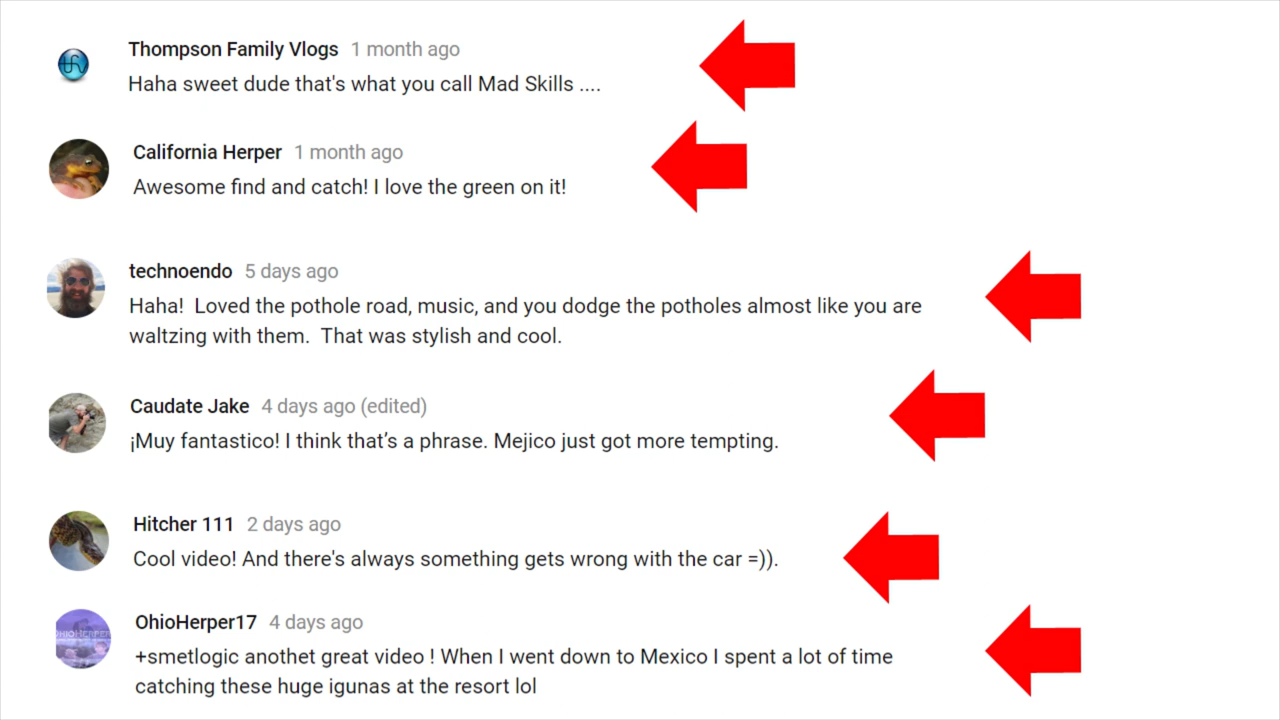 Thompson Family Vlogs 1 month ago
Haha sweet dude that's what you call Mad Skills ....
California Herper 1 month ago
Awesome find and catch! I love the green on it!
technoendo 5 days ago
Haha!  Loved the pothole road, music, and you dodge the potholes almost like you are
waltzing with them.  That was stylish and cool.
Caudate Jake 4 days ago (edited)
¡Muy fantastico! I think that’s a phrase. Mejico just got more tempting.
Hitcher 111 2 days ago
Cool video! And there's always something gets wrong with the car =)).
OHIOHERPER
OhioHerper17 4 days ago
+smetlogic anothet great video ! When I went down to Mexico I spent a lot of time
catching these huge igunas at the resort lol